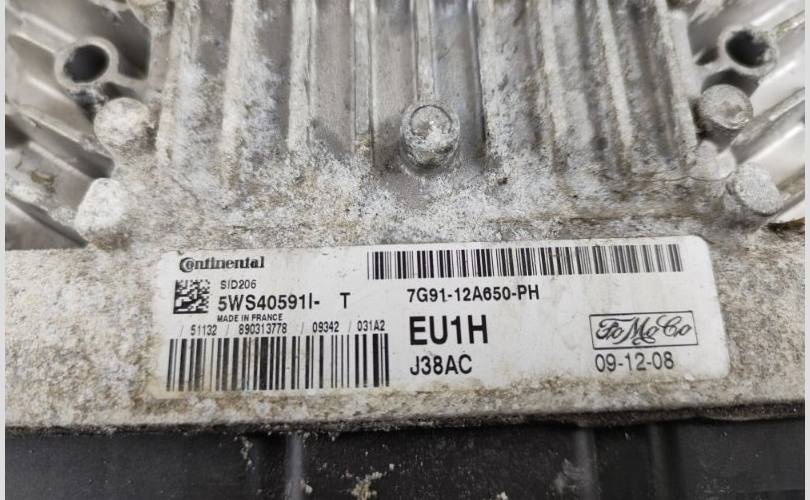 Continental
SID206
5WS40591I- T
MADE IN FRANCE
/ 51132 / 890313778 / 09342 / 031A2
7G91-12A650-PH
EU1H
J38AC
FoMoCo
09-12-08